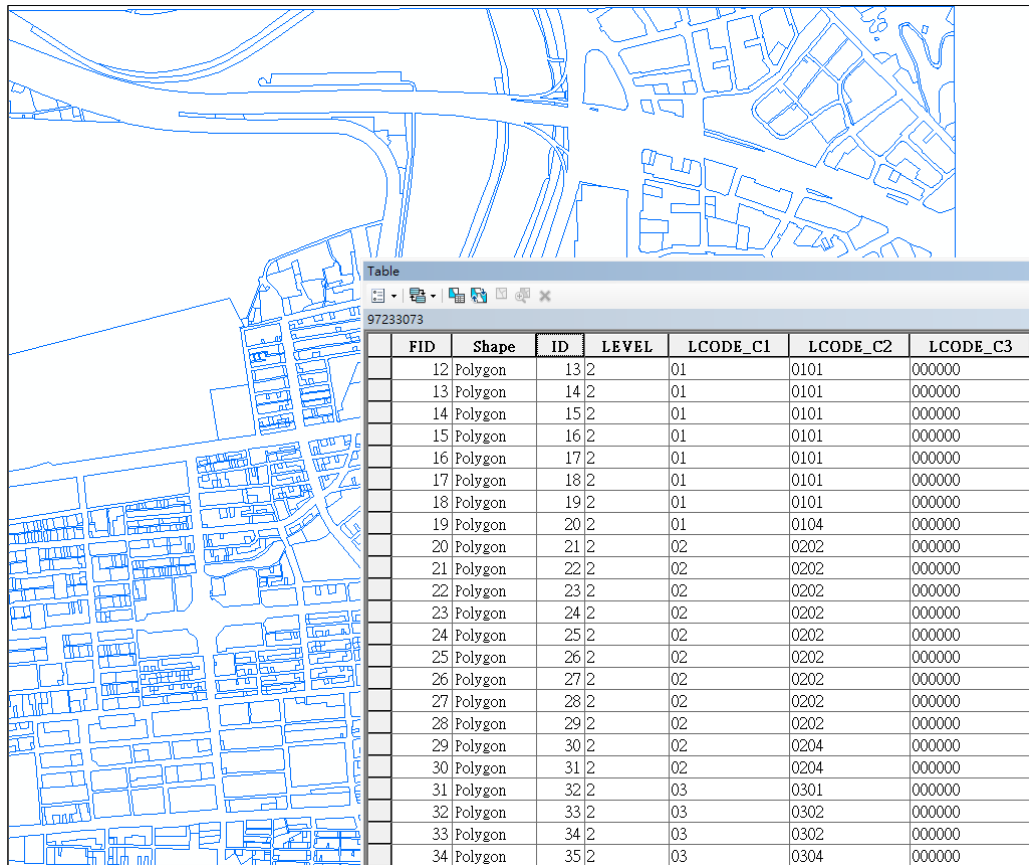 Table
97233073
FID Shape ID LEVEL LCODE_C1 LCODE_C2 LCODE_C3
12 Polygon 13 2 01 0101 000000
13 Polygon 14 2 01 0101 000000
14 Polygon 15 2 01 0101 000000
15 Polygon 16 2 01 0101 000000
16 Polygon 17 2 01 0101 000000
17 Polygon 18 2 01 0101 000000
18 Polygon 19 2 01 0101 000000
19 Polygon 20 2 01 0104 000000
20 Polygon 21 2 02 0202 000000
21 Polygon 22 2 02 0202 000000
22 Polygon 23 2 02 0202 000000
23 Polygon 24 2 02 0202 000000
24 Polygon 25 2 02 0202 000000
25 Polygon 26 2 02 0202 000000
26 Polygon 27 2 02 0202 000000
27 Polygon 28 2 02 0202 000000
28 Polygon 29 2 02 0202 000000
29 Polygon 30 2 02 0204 000000
30 Polygon 31 2 02 0204 000000
31 Polygon 32 2 03 0301 000000
32 Polygon 33 2 03 0302 000000
33 Polygon 34 2 03 0302 000000
34 Polygon 35 2 03 0304 000000